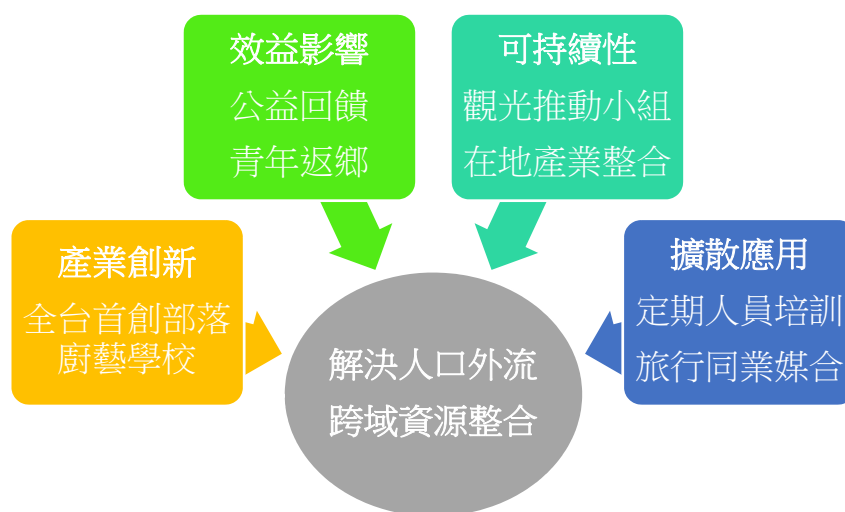 效益影響
公益回饋
青年返鄉
可持續性
觀光推動小組
在地產業整合
產業創新
全台首創部落
廚藝學校
擴散應用
定期人員培訓
旅行同業媒合
解決人口外流
跨域資源整合